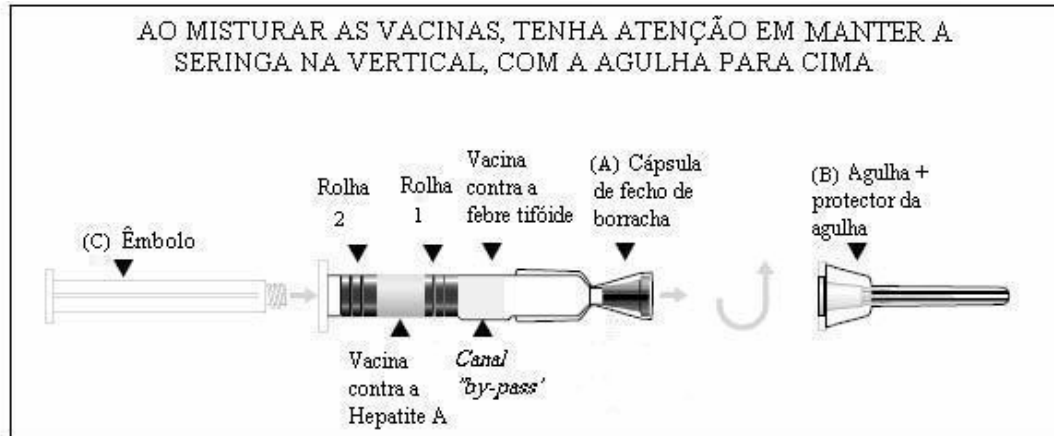 AO MISTURAR AS VACINAS, TENHA ATENÇÃO EM MANTER A
SERINGA NA VERTICAL, COM A AGULHA PARA CIMA
(C) Êmbolo
Rolha
2
Rolha
1
Vacina
contra a
febre tifóide
(A) Cápsula
de fecho de
borracha
(B) Agulha +
protector da
agulha
Vacina
contra a
Hepatite A
Canal
"by-pass'